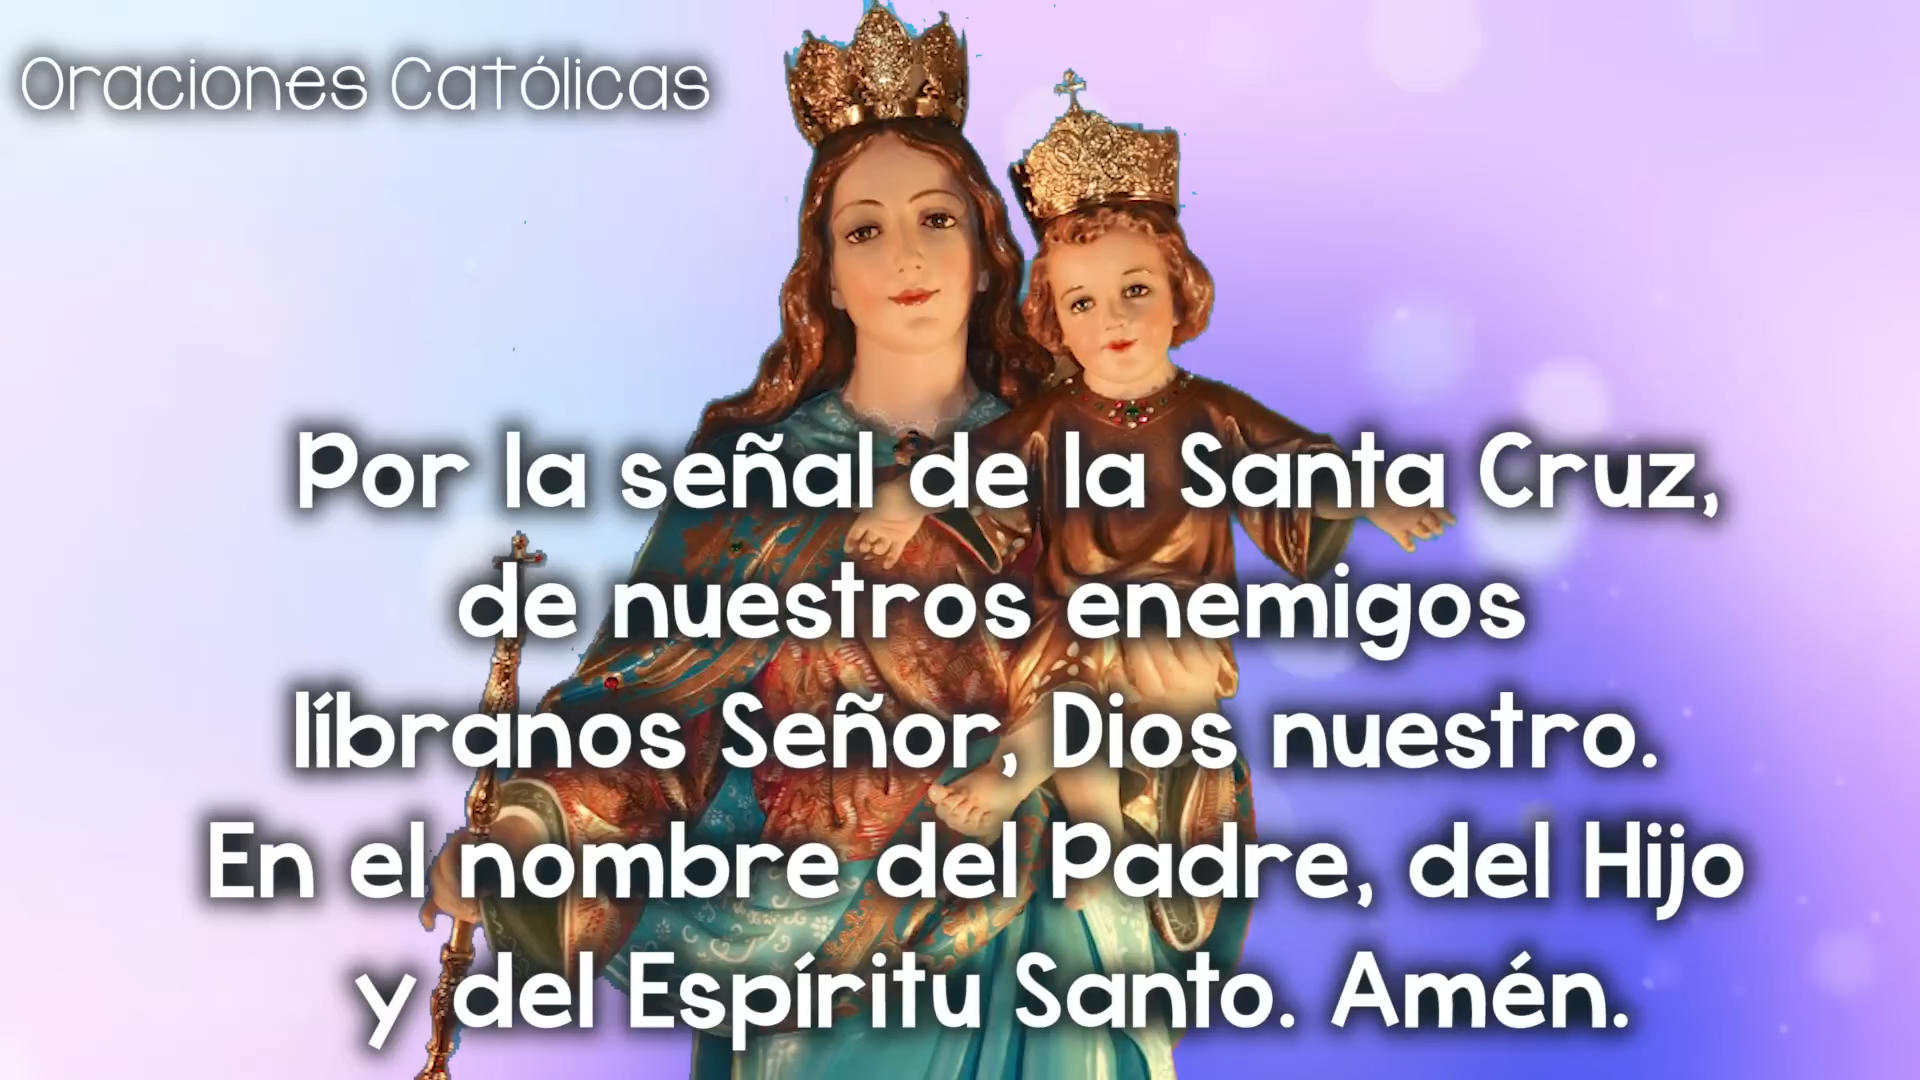 Oraciones Católicas
Por la señal de la Santa Cruz,
de nuestros enemigos
líbranos Señor, Dios nuestro.
En el nombre del Padre, del Hijo
y del Espíritu Santo. Amén.